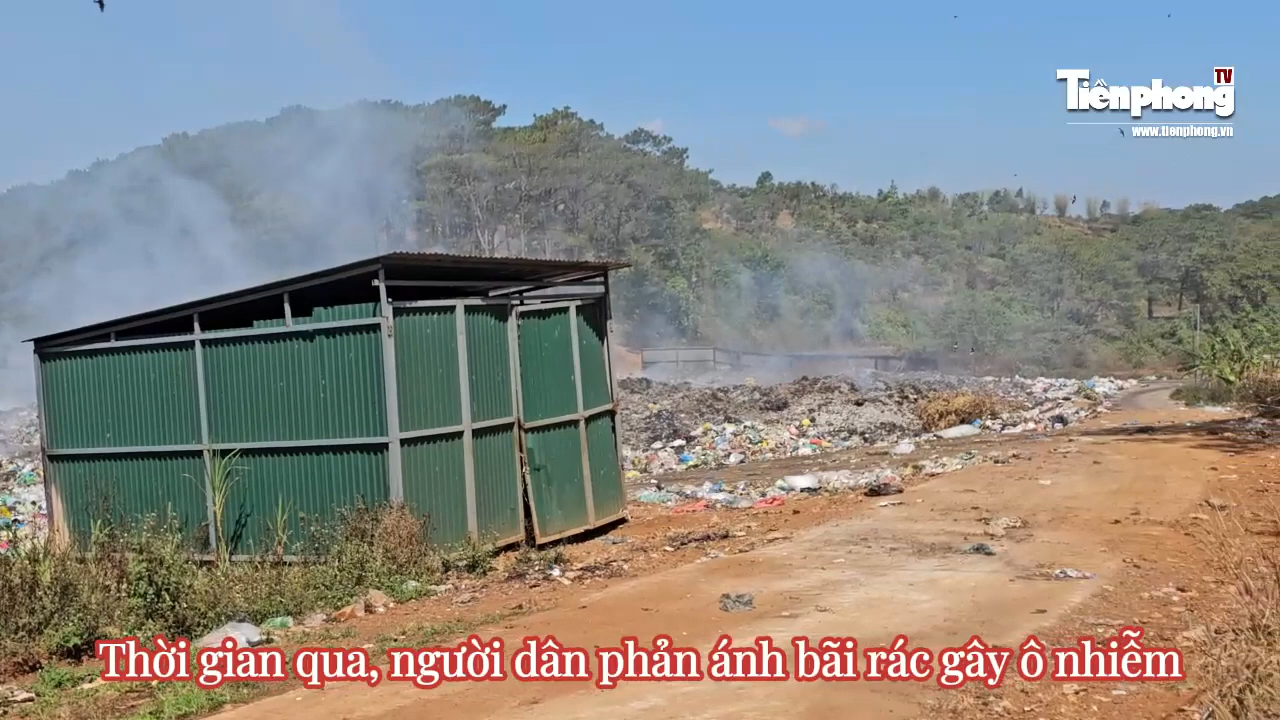 Tiềnphong TV
www.tienphong.vn
Thời gian qua, người dân phản ánh bãi rác gây ô nhiễm